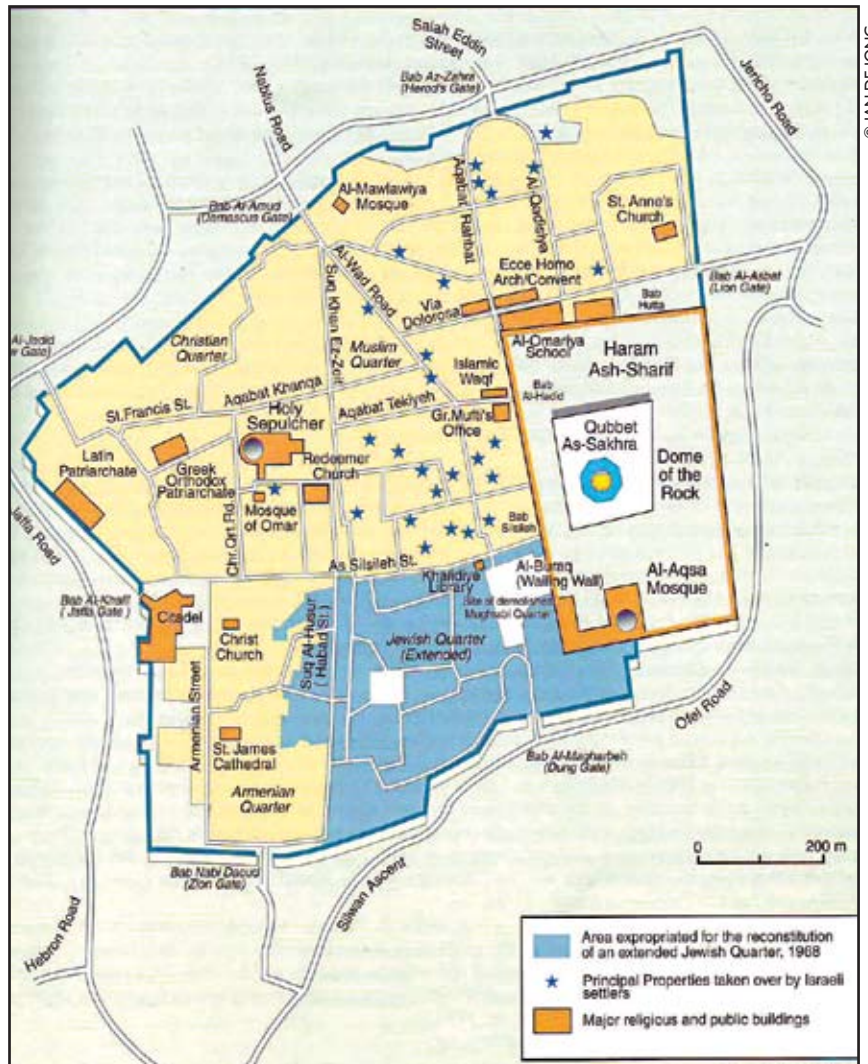 Salah Eddin
Street
Jericho Road
Nablus Road
Bab Az-Zahra
(Herod's Gate)
Al-Mawlawiya
Mosque
Bab Al-Amud
(Damascus Gate)
Aqabat Rahbat
Al-Qadisiya
St. Anne's
Church
Al-Wad Road
Suq Khan Ez-Zeit
Ecce Homo
Arch/Convent
Bab Al-Asbat
(Lion Gate)
Via
Dolorosa
Bab
Hutta
Al-Jadid
Gate)
Christian
Quarter
Muslim
Quarter
Al-Omariya
School
Haram
Ash-Sharif
Islamic
Waqf
Bab
Al-Hadid
Aqabat Khanqa
St. Francis St.
Aqabat Tekiyeh
Gr. Mufti's
Office
Holy
Sepulcher
Qubbet
As-Sakhra
Latin
Patriarchate
Greek
Orthodox
Patriarchate
Redeemer
Church
Dome
of the
Rock
Mosque
of Omar
Chr. Qrt. Rd.
Bab
Silsileh
Jaffa Road
As Silsileh St.
Al-Buraq
(Wailing Wall)
Al-Aqsa
Mosque
Khalidiye
Library
Bab Al-Khalil
(Jaffa Gate)
Citadel
Site of demolished
Mughrabi Quarter
Christ
Church
Suq Al-Husur
(Habad St.)
Jewish Quarter
(Extended)
Armenian Street
Ofel Road
St. James
Cathedral
Bab Al-Magharbeh
(Dung Gate)
Armenian
Quarter
200 m
0
Bab Nabi Daoud
(Zion Gate)
Silwan Ascent
Hebron Road
Area expropriated for the reconstitution
of an extended Jewish Quarter, 1968
Principal Properties taken over by Israeli
settlers
Major religious and public buildings